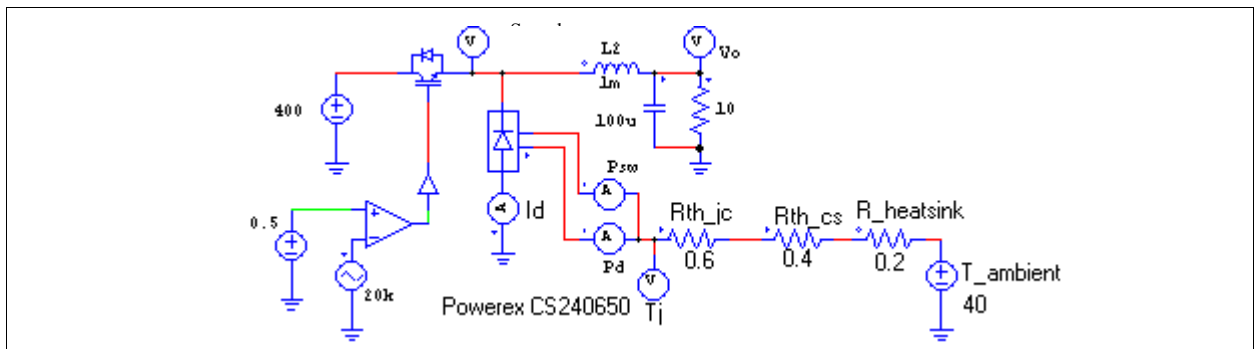 V
V
Vo
L2
1m
400
100u
10
Psw
A
0.5
A
Id
Rth_jc
Rth_cs
R_heatsink
A
0.6
0.4
0.2
Pd
T_ambient
20k
V
Powerex CS240650
Tj
40